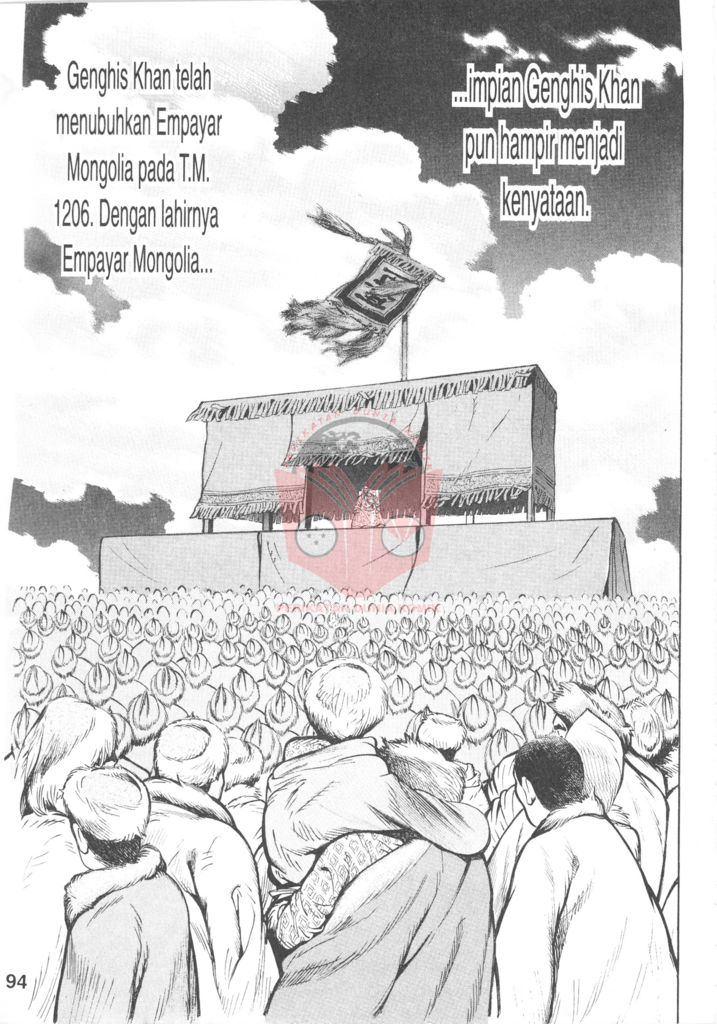 Genghis Khan telah
menubuhkan Empayar
Mongolia pada T.M.
1206. Dengan lahirnya
Empayar Mongolia...
...impian Genghis Khan
pun hampir menjadi
kenyataan.
94